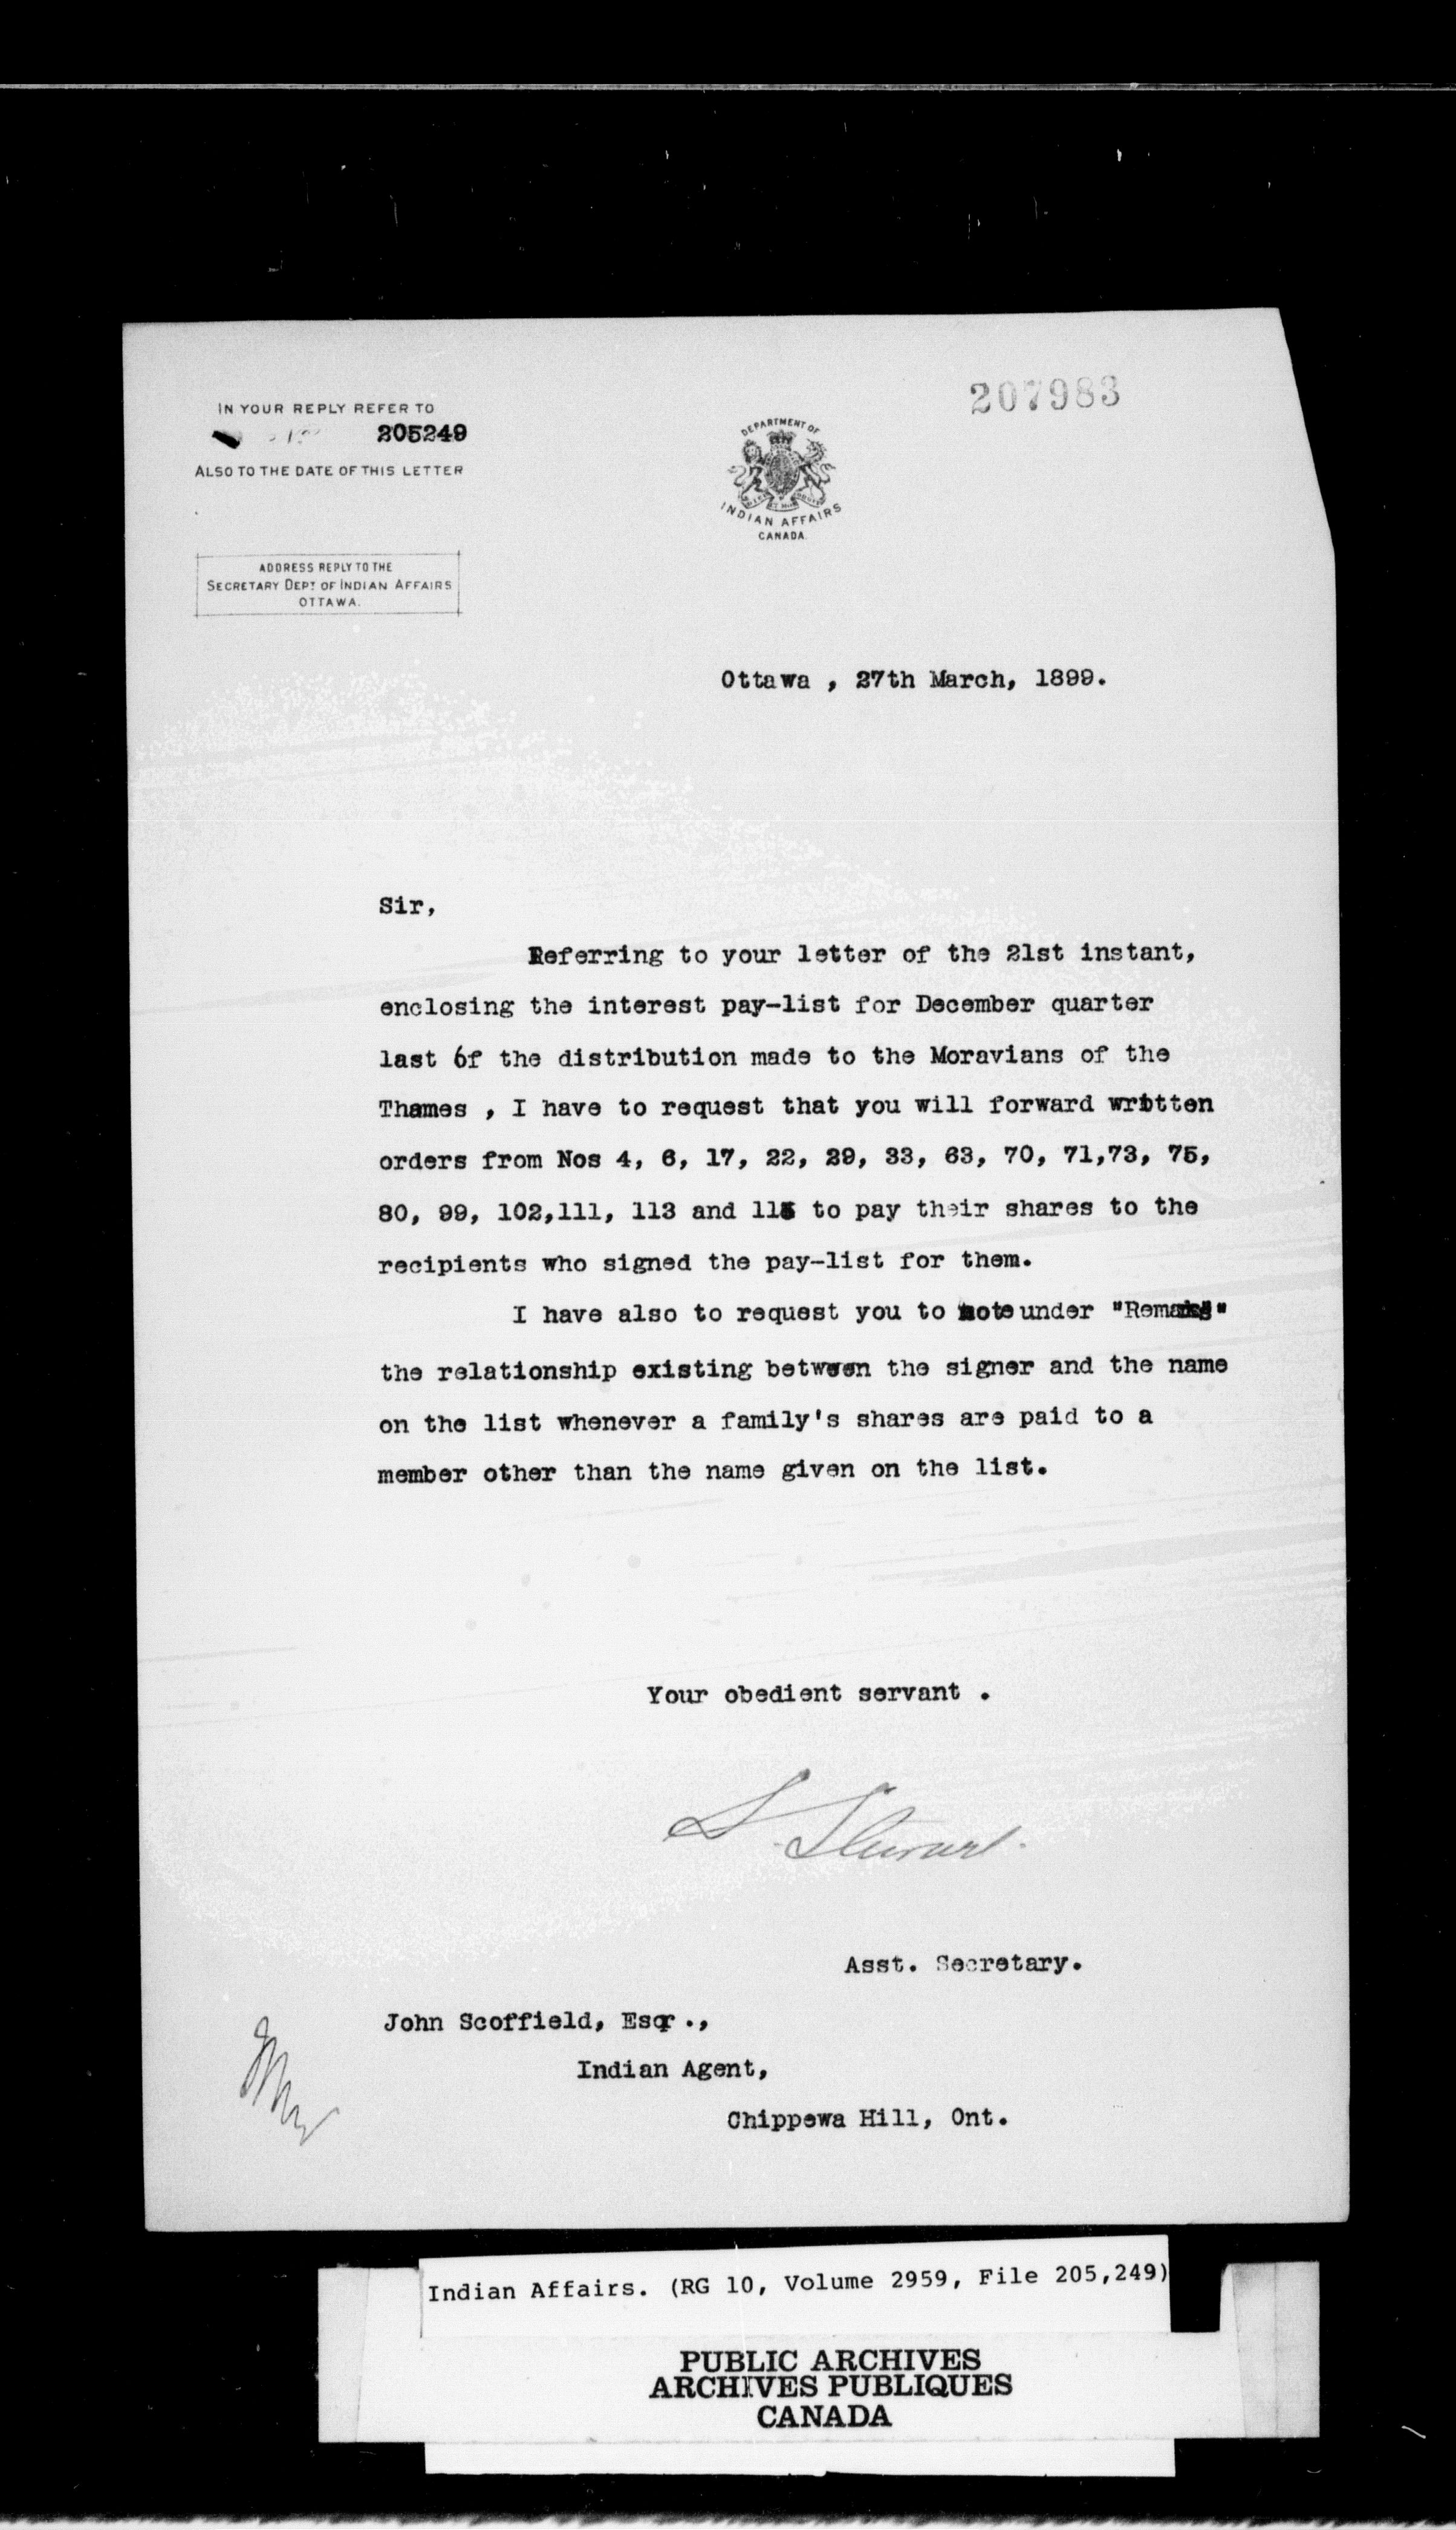 207983
IN YOUR REPLY REFER TO
205249
ALSO TO THE DATE OF THIS LETTER
DEPARTMENT OF
INDIAN AFFAIRS
CANADA.
ADDRESS REPLY TO THE
SECRETARY DEPT OF INDIAN AFFAIRS
OTTAWA.
Ottawa , 27th March, 1899.
Sir,
Referring to your letter of the 21st instant,
enclosing the interest pay-list for December quarter
last of the distribution made to the Moravians of the
Thames , I have to request that you will forward written
orders from Nos 4, 6, 17, 22, 29, 33, 63, 70, 71,73, 75,
80, 99, 102,111, 113 and 115 to pay their shares to the
recipients who signed the pay-list for them.
I have also to request you to note under "Remarks"
the relationship existing between the signer and the name
on the list whenever a family's shares are paid to a
member other than the name given on the list.
Your obedient servant .
S. Stewart.
Asst. Secretary.
John Scoffield, Esqr .,
Indian Agent,
Chippewa Hill, Ont.
Indian Affairs. (RG 10, Volume 2959, File 205,249)
PUBLIC ARCHIVES
ARCHIVES PUBLIQUES
CANADA